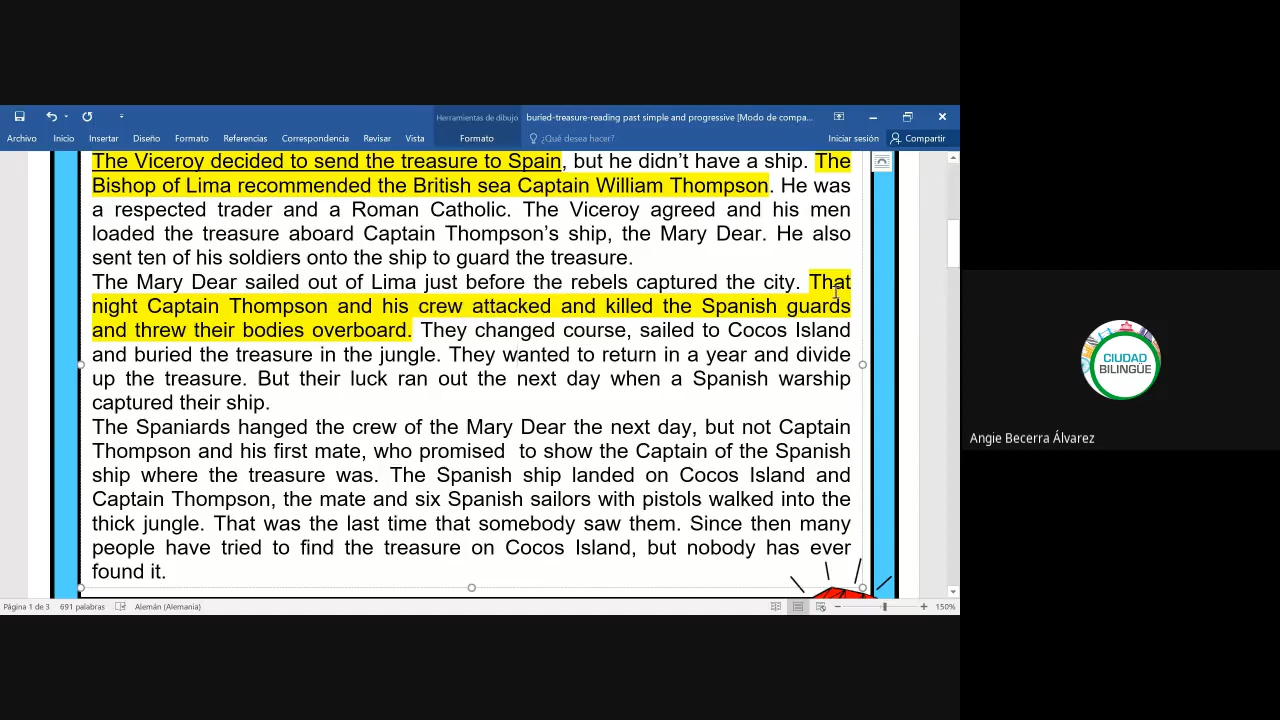 Herramientas de dibujo
buried-treasure-reading past simple and progressive [Modo de compa...
Archivo Inicio Insertar Diseño Formato Referencias Correspondencia Revisar Vista Formato ¿Qué desea hacer? Iniciar sesión Compartir
The Viceroy decided to send the treasure to Spain, but he didn't have a ship. The
Bishop of Lima recommended the British sea Captain William Thompson. He was
a respected trader and a Roman Catholic. The Viceroy agreed and his men
loaded the treasure aboard Captain Thompson's ship, the Mary Dear. He also
sent ten of his soldiers onto the ship to guard the treasure.
The Mary Dear sailed out of Lima just before the rebels captured the city. That
night Captain Thompson and his crew attacked and killed the Spanish guards
and threw their bodies overboard. They changed course, sailed to Cocos Island
and buried the treasure in the jungle. They wanted to return in a year and divide
up the treasure. But their luck ran out the next day when a Spanish warship
captured their ship.
The Spaniards hanged the crew of the Mary Dear the next day, but not Captain
Thompson and his first mate, who promised to show the Captain of the Spanish
ship where the treasure was. The Spanish ship landed on Cocos Island and
Captain Thompson, the mate and six Spanish sailors with pistols walked into the
thick jungle. That was the last time that somebody saw them. Since then many
people have tried to find the treasure on Cocos Island, but nobody has ever
found it.
Página 1 de 3 691 palabras Alemán (Alemania) 150%
CIUDAD
BILINGÜE
Angie Becerra Álvarez